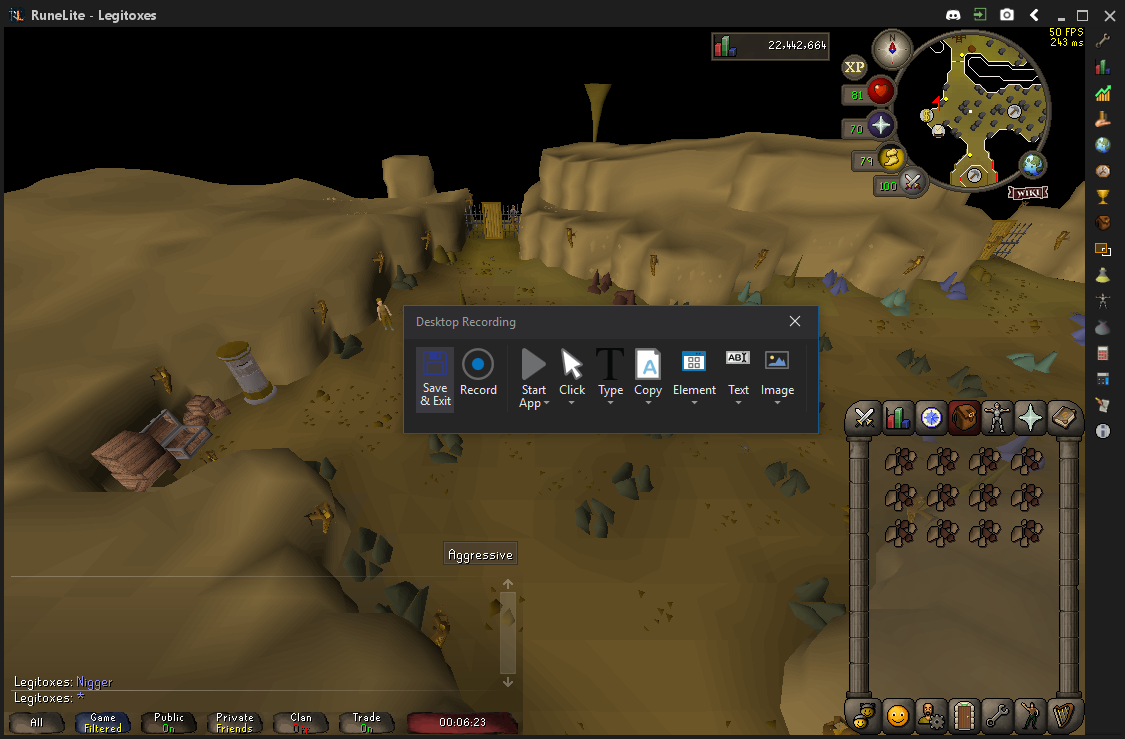 RuneLite - Legitoxes
50 FPS
243 ms
22,442,664
N
XP
81
70
79
100
WIKI
Desktop Recording
Save & Exit
Record
Start App
Click
Type
Copy
Element
Text
Image
T
A
ABI
Aggressive
Legitoxes: Nigger
Legitoxes: *
All
Game
Filtered
Public
On
Private
Friends
Clan
Off
Trade
On
00:06:23